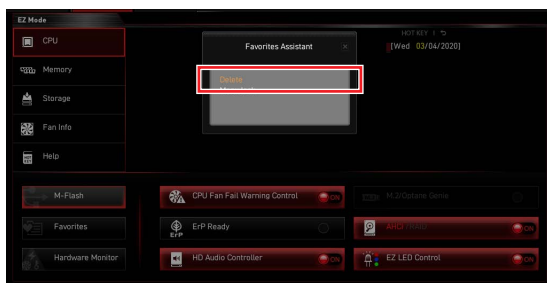 EZ Mode
HOT KEY
CPU
Favorites Assistant
[Wed 03/04/2020]
Memory
Delete
Storage
Fan Info
Help
M-Flash
CPU Fan Fail Warning Control
ON
M.2/Optane Genie
Favorites
ErP
ErP Ready
AHCI /RAID
ON
Hardware Monitor
HD Audio Controller
ON
EZ LED Control
ON